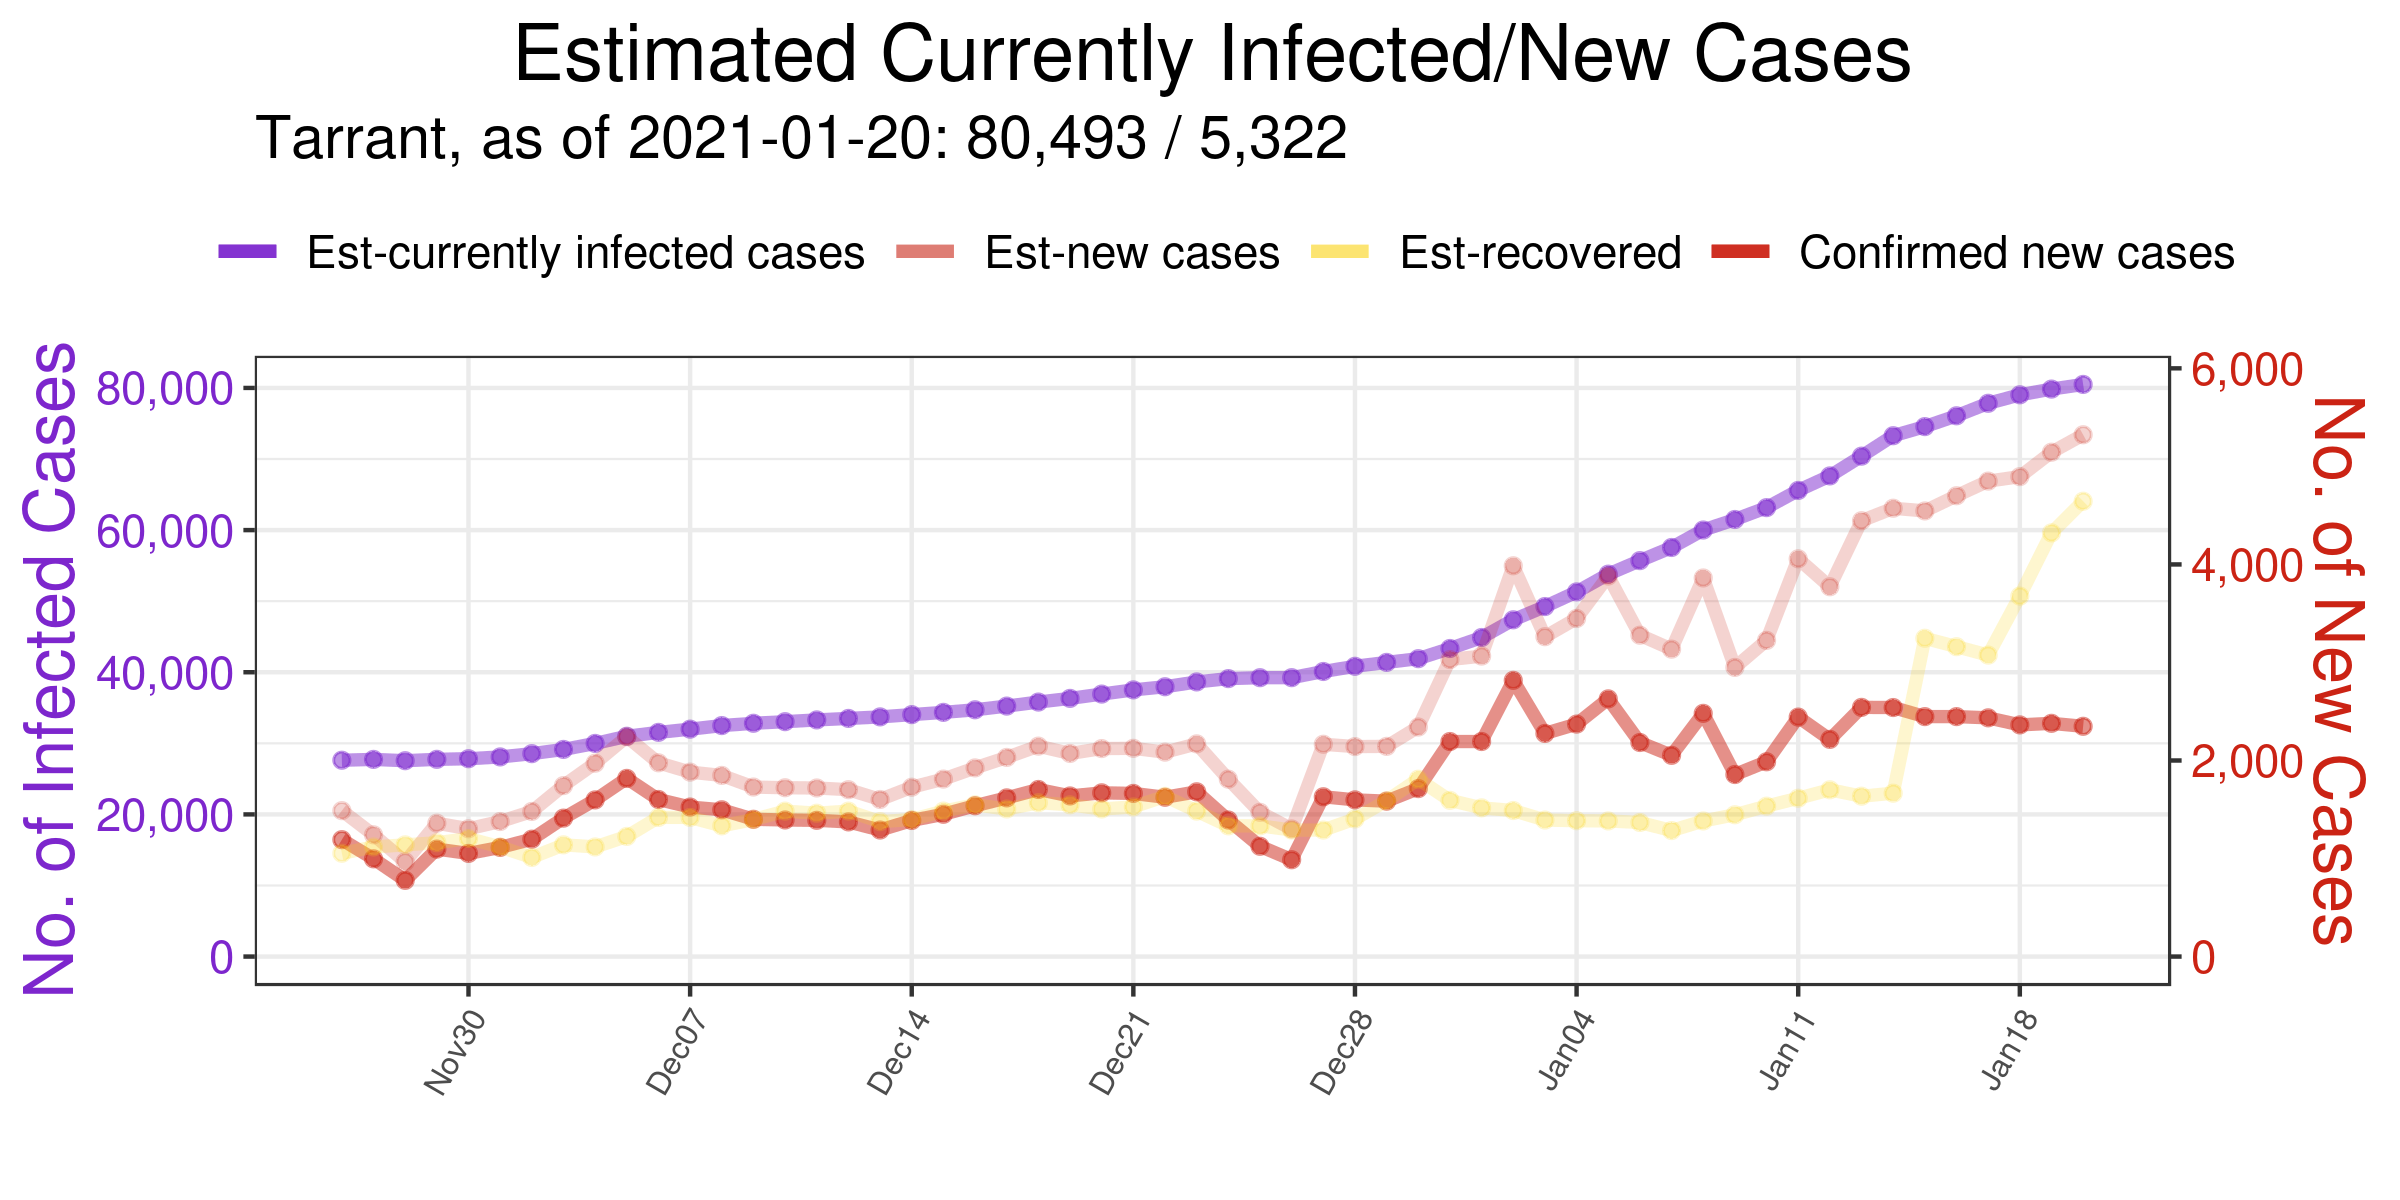 Estimated Currently Infected/New Cases
Tarrant, as of 2021-01-20: 80,493 / 5,322
Est-currently infected cases Est-new cases Est-recovered Confirmed new cases
No. of Infected Cases
80,000
60,000
40,000
20,000
0
6,000
4,000
2,000
0
No. of New Cases
Nov30 Dec07 Dec14 Dec21 Dec28 Jan04 Jan11 Jan18